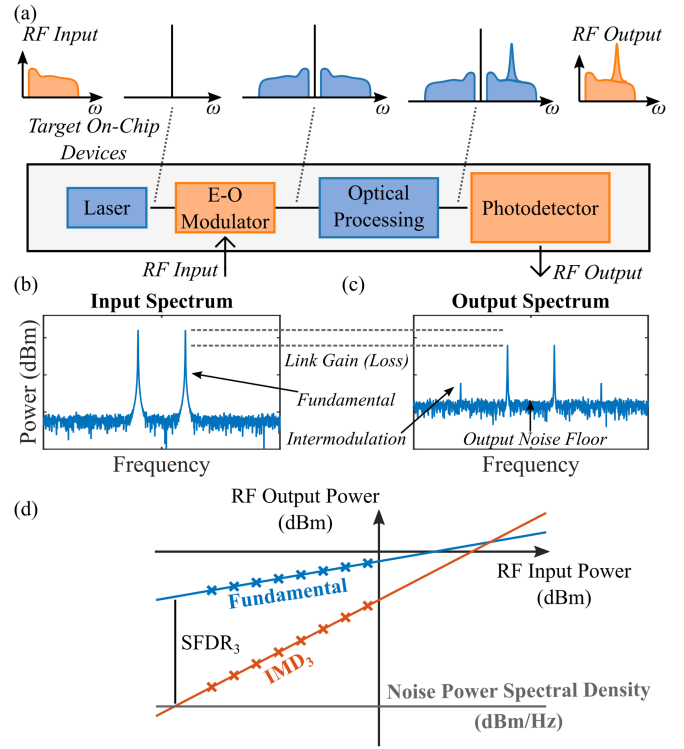 (a)
RF Input
RF Output
ω
ω
ω
ω
ω
Target On-Chip
Devices
Laser
E-O
Modulator
Optical
Processing
Photodetector
RF Input
RF Output
(b)
Input Spectrum
(c)
Output Spectrum
Power (dBm)
Link Gain (Loss)
Fundamental
Intermodulation
Output Noise Floor
Frequency
Frequency
(d)
RF Output Power
(dBm)
RF Input Power
(dBm)
Fundamental
SFDR₃
IMD₃
Noise Power Spectral Density
(dBm/Hz)